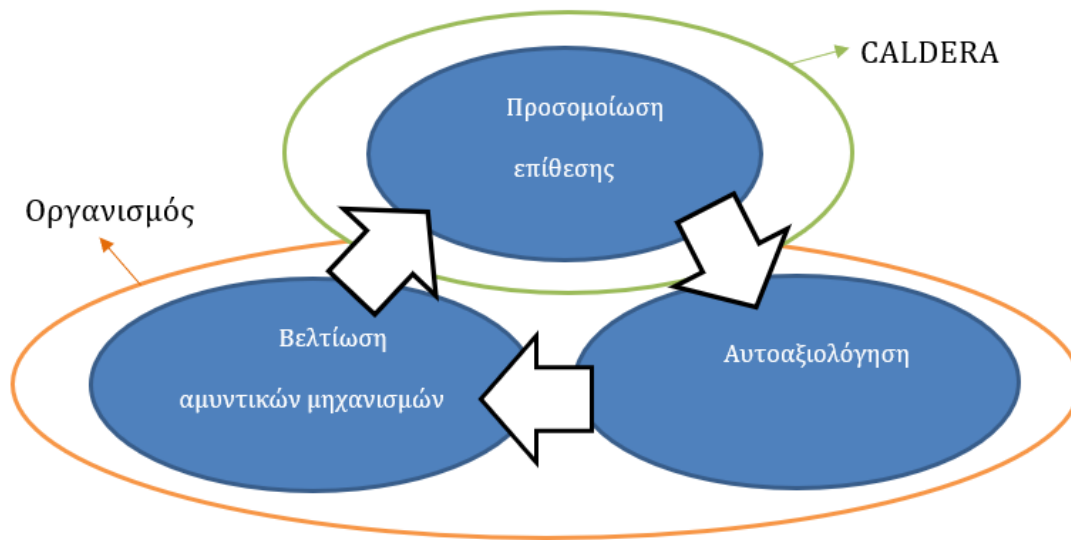 CALDERA
Προσομοίωση
επίθεσης
Οργανισμός
Βελτίωση
αμυντικών μηχανισμών
Αυτοαξιολόγηση